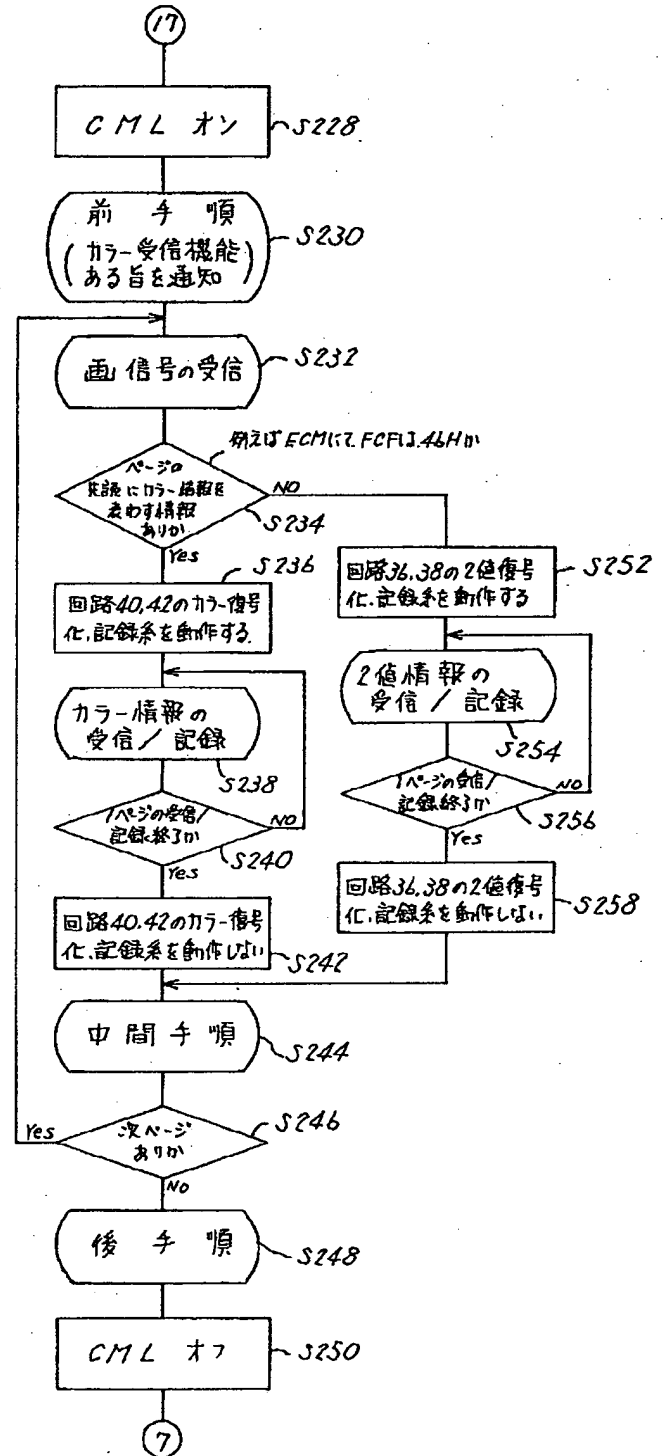 17
CML オン
S228
前 手 順
(カラー受信機能
ある旨を通知)
S230
画信号の受信
S232
例えばECMにてFCFは46Hか
ページの
先頭にカラー情報を
表わす情報
ありか
S234
NO
Yes
S236
回路40,42のカラー復号
化,記録系を動作する
カラー情報の
受信/記録
S238
1ページの受信/
記録終了か
NO
S240
Yes
回路40,42のカラー復号
化,記録系を動作しない
S242
回路36,38の2値復号
化,記録系を動作する
S252
2値情報の
受信/記録
S254
1ページの受信/
記録終了か
NO
S256
Yes
回路36,38の2値復号
化,記録系を動作しない
S258
中間手順
S244
次ページ
ありか
S246
Yes
NO
後 手 順
S248
CML オフ
S250
7